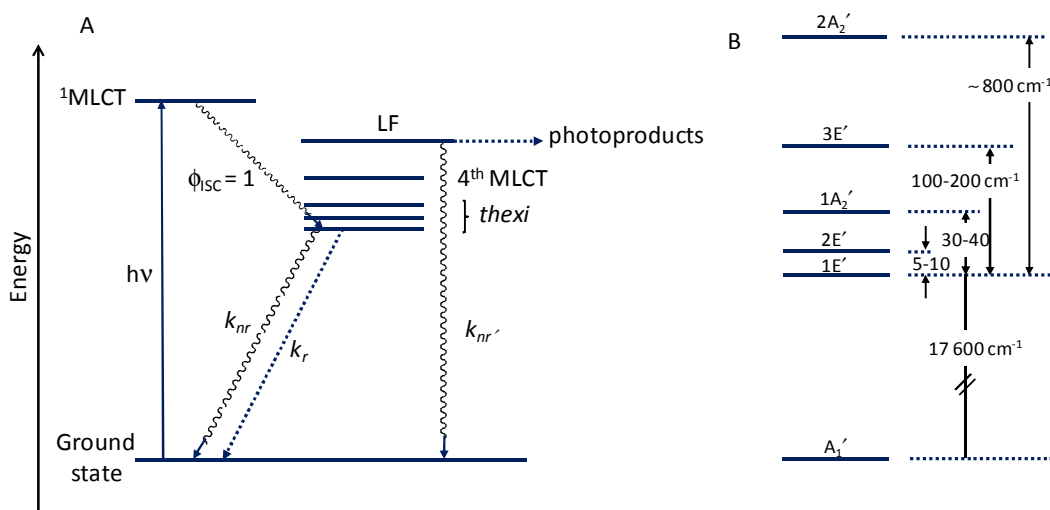 A
Energy
¹MLCT
LF
photoproducts
ϕISC = 1
4th MLCT
thexi
hν
knr
kr
knr′
Ground
state
B
2A₂′
~ 800 cm⁻¹
3E′
100-200 cm⁻¹
1A₂′
2E′
30-40
1E′
5-10
17 600 cm⁻¹
A₁′